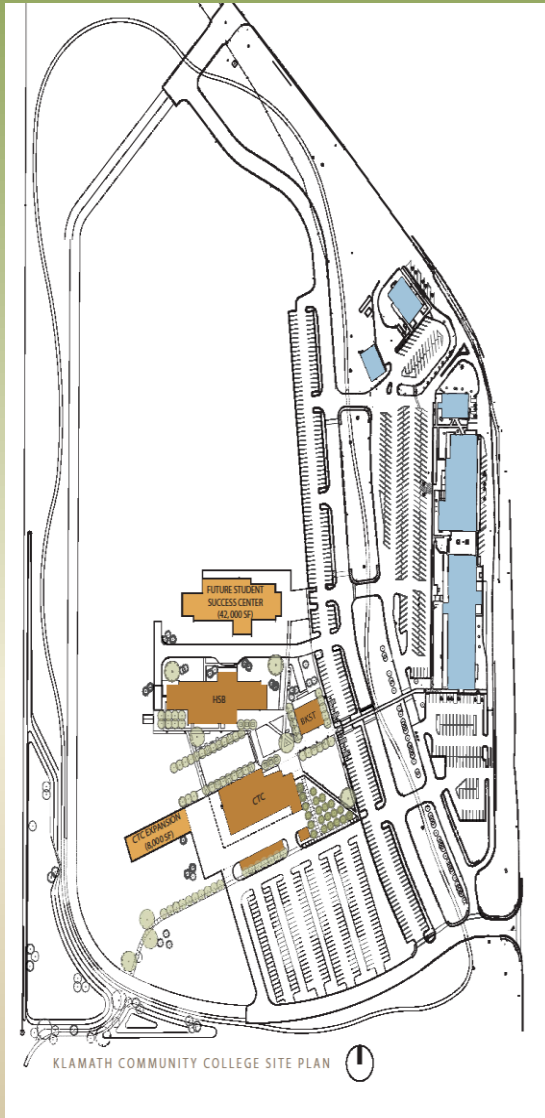 FUTURE STUDENT
SUCCESS CENTER
(42,000 SF)
HSB
BKST
CTC
CTC EXPANSION
(8,000 SF)
KLAMATH COMMUNITY COLLEGE SITE PLAN